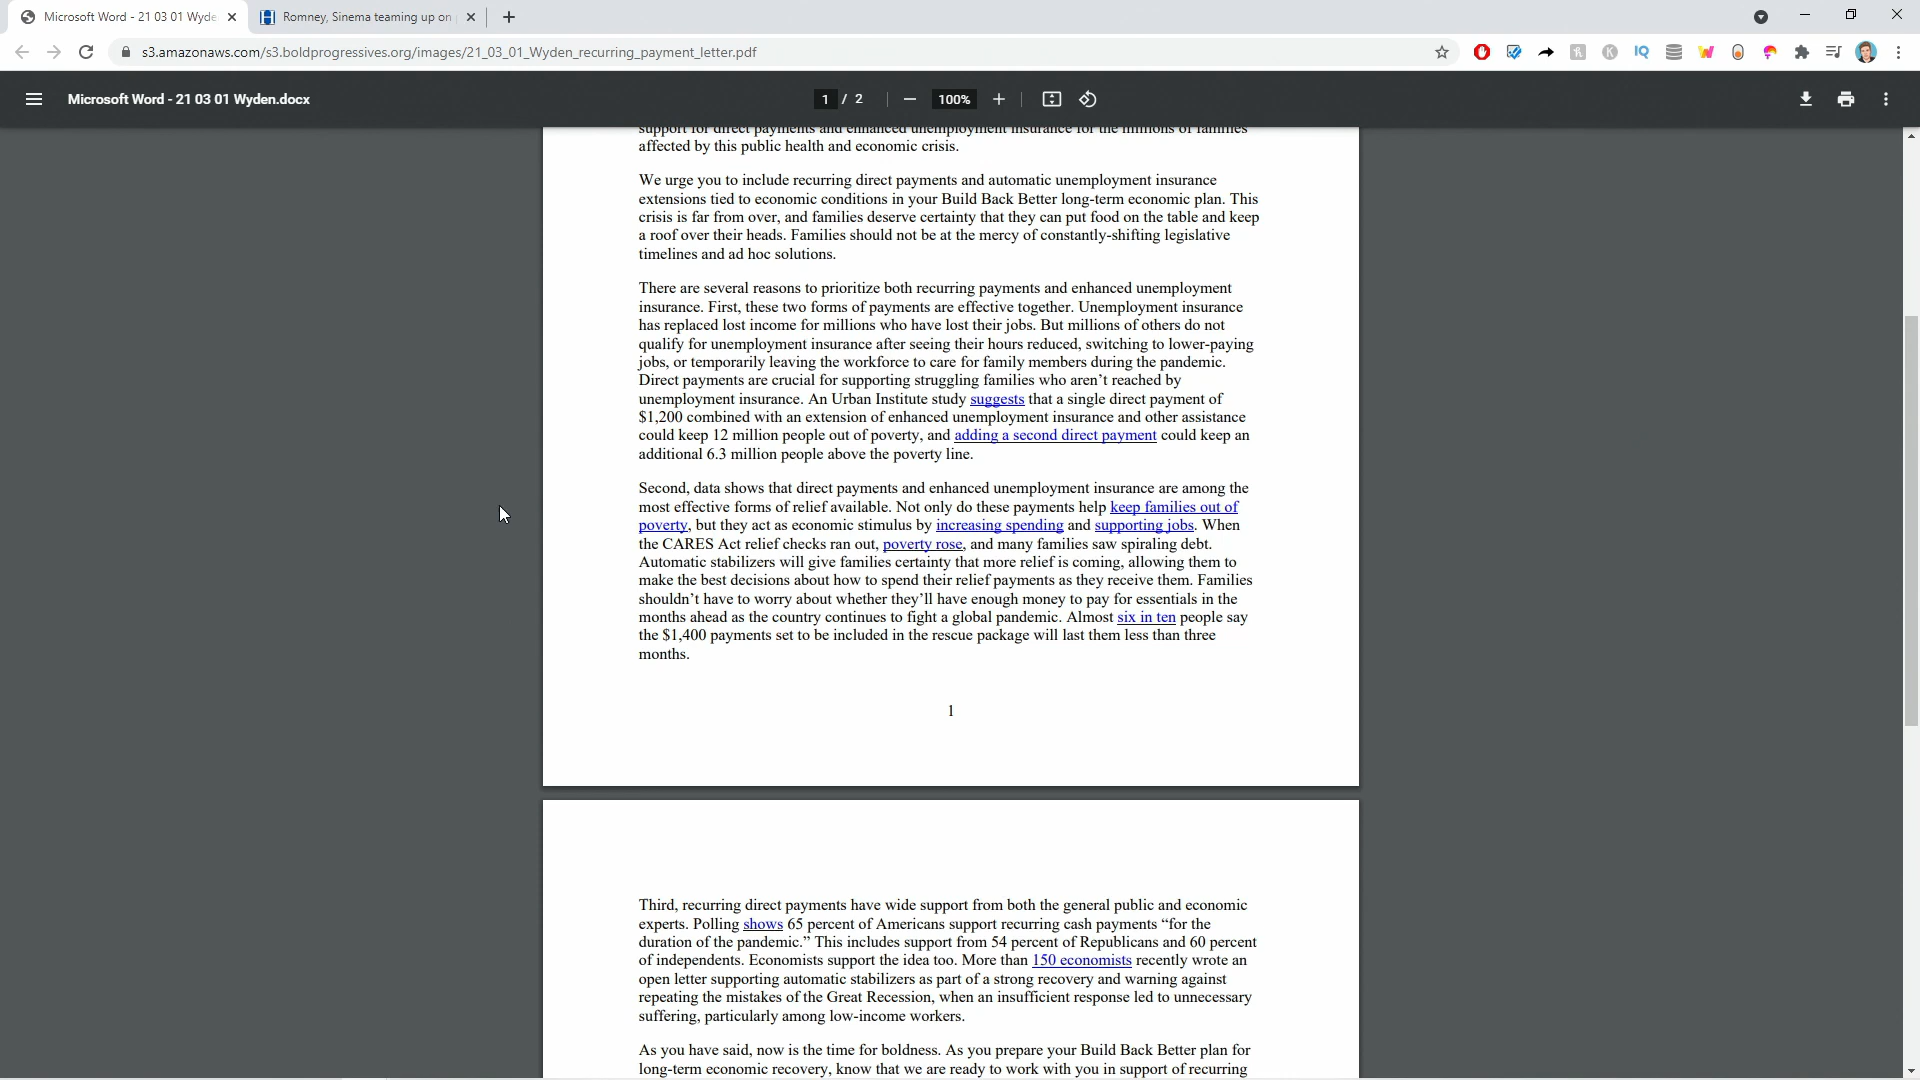 Microsoft Word - 21 03 01 Wyde
Romney, Sinema teaming up on
s3.amazonaws.com/s3.boldprogressives.org/images/21_03_01_Wyden_recurring_payment_letter.pdf
Microsoft Word - 21 03 01 Wyden.docx
1 / 2
100%
support for direct payments and enhanced unemployment insurance for the millions of families
affected by this public health and economic crisis.
We urge you to include recurring direct payments and automatic unemployment insurance
extensions tied to economic conditions in your Build Back Better long-term economic plan. This
crisis is far from over, and families deserve certainty that they can put food on the table and keep
a roof over their heads. Families should not be at the mercy of constantly-shifting legislative
timelines and ad hoc solutions.
There are several reasons to prioritize both recurring payments and enhanced unemployment
insurance. First, these two forms of payments are effective together. Unemployment insurance
has replaced lost income for millions who have lost their jobs. But millions of others do not
qualify for unemployment insurance after seeing their hours reduced, switching to lower-paying
jobs, or temporarily leaving the workforce to care for family members during the pandemic.
Direct payments are crucial for supporting struggling families who aren’t reached by
unemployment insurance. An Urban Institute study suggests that a single direct payment of
$1,200 combined with an extension of enhanced unemployment insurance and other assistance
could keep 12 million people out of poverty, and adding a second direct payment could keep an
additional 6.3 million people above the poverty line.
Second, data shows that direct payments and enhanced unemployment insurance are among the
most effective forms of relief available. Not only do these payments help keep families out of
poverty, but they act as economic stimulus by increasing spending and supporting jobs. When
the CARES Act relief checks ran out, poverty rose, and many families saw spiraling debt.
Automatic stabilizers will give families certainty that more relief is coming, allowing them to
make the best decisions about how to spend their relief payments as they receive them. Families
shouldn’t have to worry about whether they’ll have enough money to pay for essentials in the
months ahead as the country continues to fight a global pandemic. Almost six in ten people say
the $1,400 payments set to be included in the rescue package will last them less than three
months.
1
Third, recurring direct payments have wide support from both the general public and economic
experts. Polling shows 65 percent of Americans support recurring cash payments “for the
duration of the pandemic.” This includes support from 54 percent of Republicans and 60 percent
of independents. Economists support the idea too. More than 150 economists recently wrote an
open letter supporting automatic stabilizers as part of a strong recovery and warning against
repeating the mistakes of the Great Recession, when an insufficient response led to unnecessary
suffering, particularly among low-income workers.
As you have said, now is the time for boldness. As you prepare your Build Back Better plan for
long-term economic recovery, know that we are ready to work with you in support of recurring